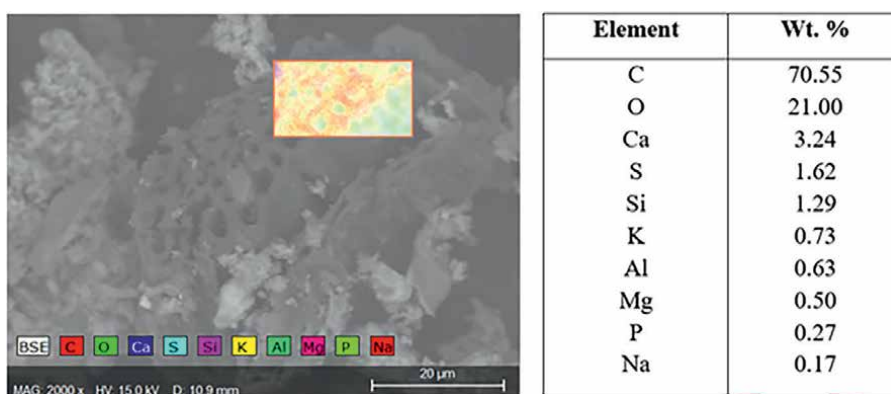 BSE C O Ca S Si K Al Mg P Na
20 µm
MAG: 2000 x HV: 15.0 kV D: 10.9 mm
Element Wt. %
C 70.55
O 21.00
Ca 3.24
S 1.62
Si 1.29
K 0.73
Al 0.63
Mg 0.50
P 0.27
Na 0.17